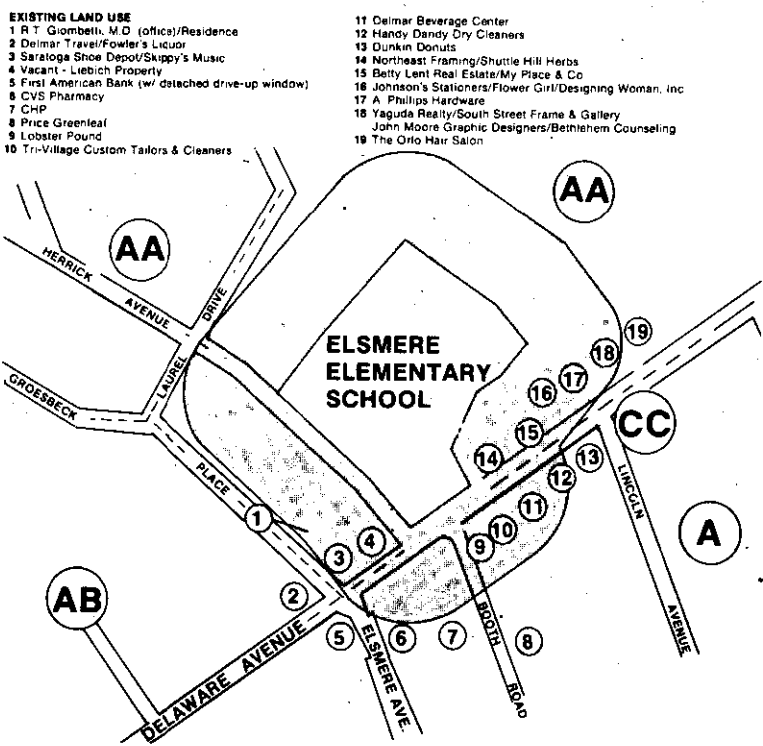 EXISTING LAND USE
1 R T Giombetti, M.D. (office)/Residence
2 Delmar Travel/Fowler's Liquor
3 Saratoga Shoe Depot/Skippy's Music
4 Vacant - Liebich Property
5 First American Bank (w/ detached drive-up window)
6 CVS Pharmacy
7 CHP
8 Price Greenleaf
9 Lobster Pound
10 Tri-Village Custom Tailors & Cleaners
11 Delmar Beverage Center
12 Handy Dandy Dry Cleaners
13 Dunkin Donuts
14 Northeast Framing/Shuttle Hill Herbs
15 Betty Lent Real Estate/My Place & Co
16 Johnson's Stationers/Flower Girl/Designing Woman, Inc
17 A Phillips Hardware
18 Yaguda Realty/South Street Frame & Gallery
John Moore Graphic Designers/Bethlehem Counseling
19 The Orlo Hair Salon
AA
AA
HERRICK AVENUE
LAUREL DRIVE
GROESBECK PLACE
ELSMERE
ELEMENTARY
SCHOOL
19
18
17
16
15
14
CC
13
12
11
10
9
LINCOLN AVENUE
A
1
3
4
2
AB
5
6
7
8
DELAWARE AVENUE
ELSMERE AVE.
BOOTH ROAD